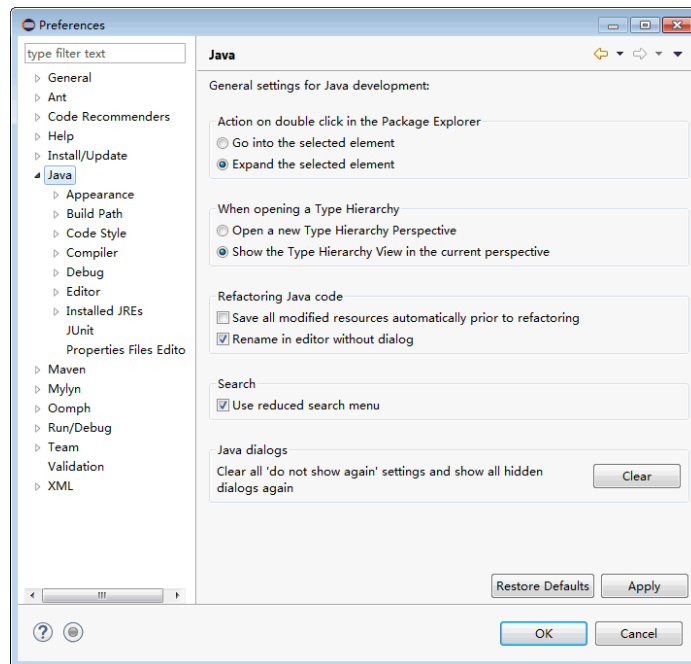 Preferences
type filter text
General
Ant
Code Recommenders
Help
Install/Update
Java
Appearance
Build Path
Code Style
Compiler
Debug
Editor
Installed JREs
JUnit
Properties Files Edito
Maven
Mylyn
Oomph
Run/Debug
Team
Validation
XML
Java
General settings for Java development:
Action on double click in the Package Explorer
Go into the selected element
Expand the selected element
When opening a Type Hierarchy
Open a new Type Hierarchy Perspective
Show the Type Hierarchy View in the current perspective
Refactoring Java code
Save all modified resources automatically prior to refactoring
Rename in editor without dialog
Search
Use reduced search menu
Java dialogs
Clear all 'do not show again' settings and show all hidden
dialogs again
Clear
Restore Defaults
Apply
OK
Cancel